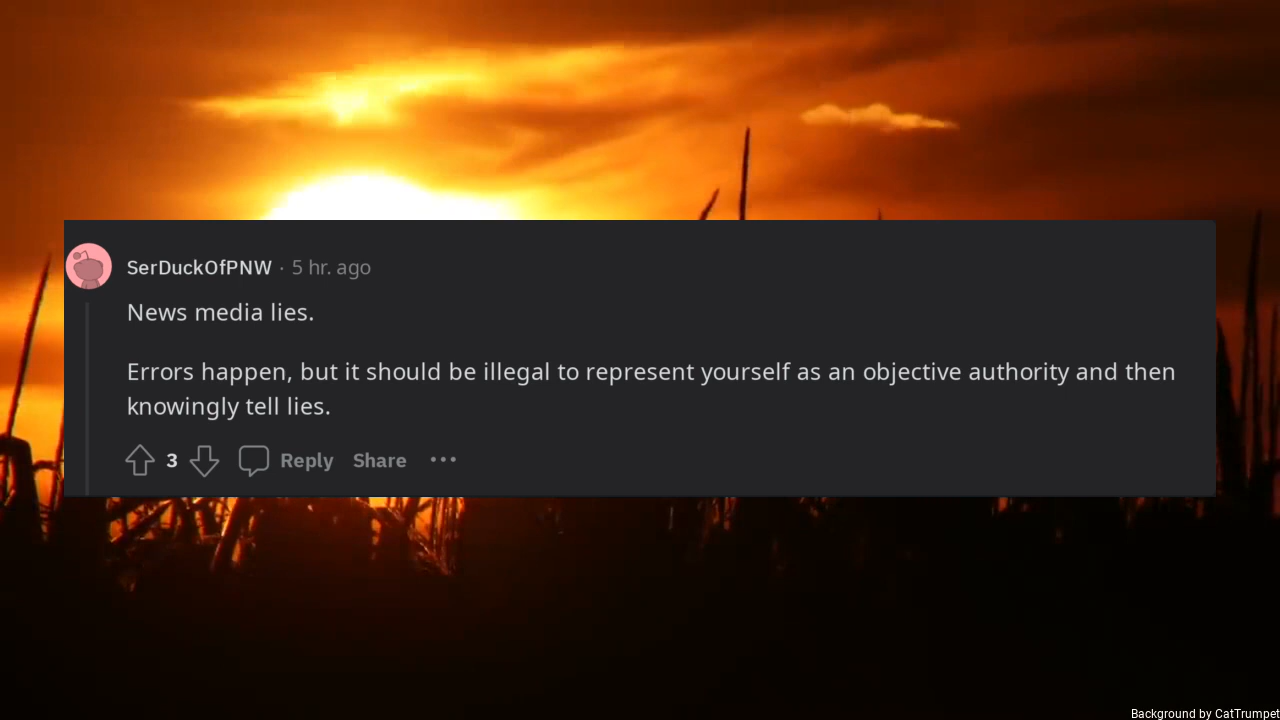 SerDuckOfPNW · 5 hr. ago
News media lies.
Errors happen, but it should be illegal to represent yourself as an objective authority and then
knowingly tell lies.
3 Reply Share ···
Background by CatTrumpet